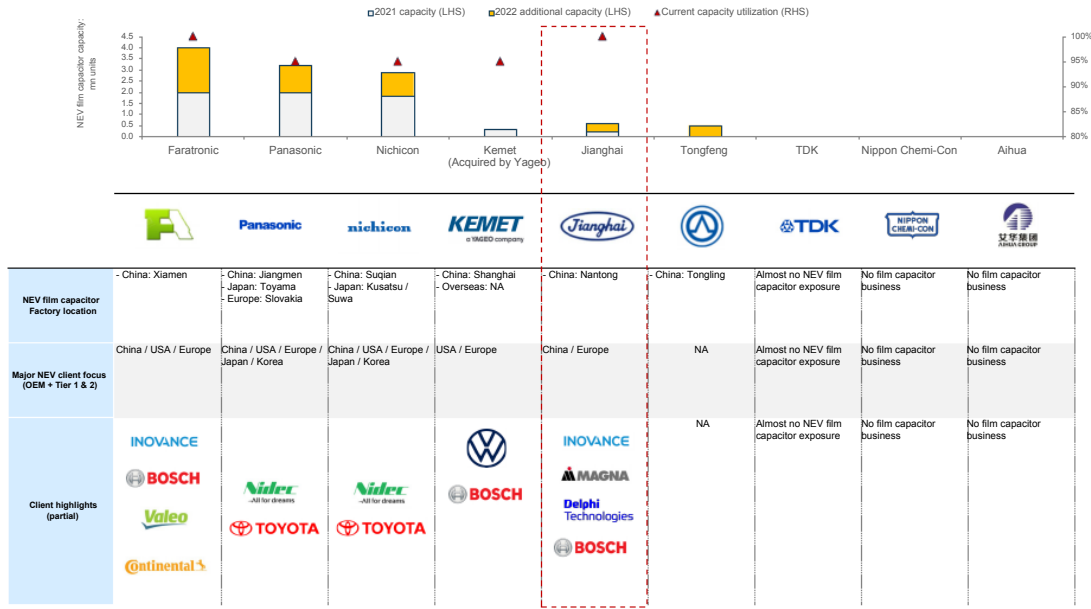 2021 capacity (LHS) 2022 additional capacity (LHS) Current capacity utilization (RHS)
NEV film capacitor capacity:
mn units
4.5
4.0
3.5
3.0
2.5
2.0
1.5
1.0
0.5
0.0
100%
95%
90%
85%
80%
Faratronic Panasonic Nichicon Kemet Jianghai Tongfeng TDK Nippon Chemi-Con Aihua
(Acquired by Yageo)
Panasonic
nichicon
KEMET
a YAGEO company
Jianghai
TDK
NIPPON
CHEMI-CON
艾华集团
AIHUA GROUP
NEV film capacitor
Factory location
- China: Xiamen
- China: Jiangmen
- Japan: Toyama
- Europe: Slovakia
- China: Suqian
- Japan: Kusatsu /
Suwa
- China: Shanghai
- Overseas: NA
- China: Nantong
- China: Tongling
Almost no NEV film
capacitor exposure
No film capacitor
business
No film capacitor
business
Major NEV client focus
(OEM + Tier 1 & 2)
China / USA / Europe
China / USA / Europe /
Japan / Korea
China / USA / Europe /
Japan / Korea
USA / Europe
China / Europe
NA
Almost no NEV film
capacitor exposure
No film capacitor
business
No film capacitor
business
Client highlights
(partial)
INOVANCE
BOSCH
Valeo
Continental
Nidec
-All for dreams
TOYOTA
Nidec
-All for dreams
TOYOTA
BOSCH
INOVANCE
MAGNA
Delphi
Technologies
BOSCH
NA
Almost no NEV film
capacitor exposure
No film capacitor
business
No film capacitor
business